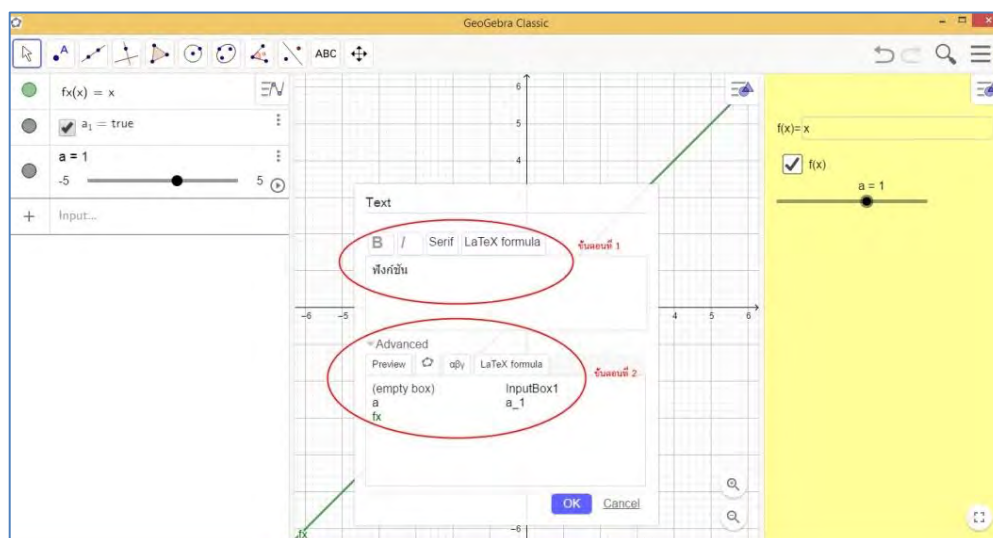 GeoGebra Classic
ABC
fx(x) = x
a₁ = true
a = 1
-5
5
Input...
Text
B I Serif LaTeX formula
ขั้นตอนที่ 1
ฟังก์ชัน
Advanced
Preview αβγ LaTeX formula
ขั้นตอนที่ 2
(empty box) InputBox1
a a_1
fx
OK Cancel
6
5
4
-6 -5 4 5 6
-6
fx
f(x)= x
f(x)
a = 1